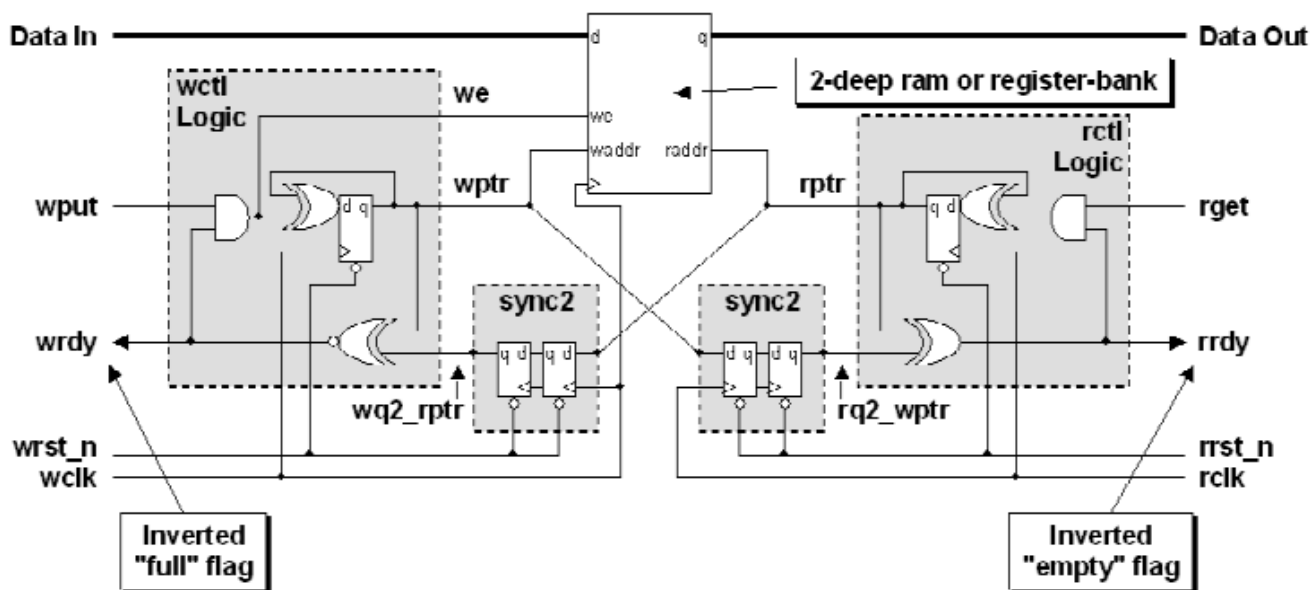 Data In
d
q
Data Out
wctl
Logic
we
2-deep ram or register-bank
rctl
Logic
we
waddr
raddr
wput
wptr
rptr
rget
d q
q d
sync2
sync2
wrdy
q d
q d
d q
d q
rrdy
wq2_rptr
rq2_wptr
wrst_n
rrst_n
wclk
rclk
Inverted
"full" flag
Inverted
"empty" flag